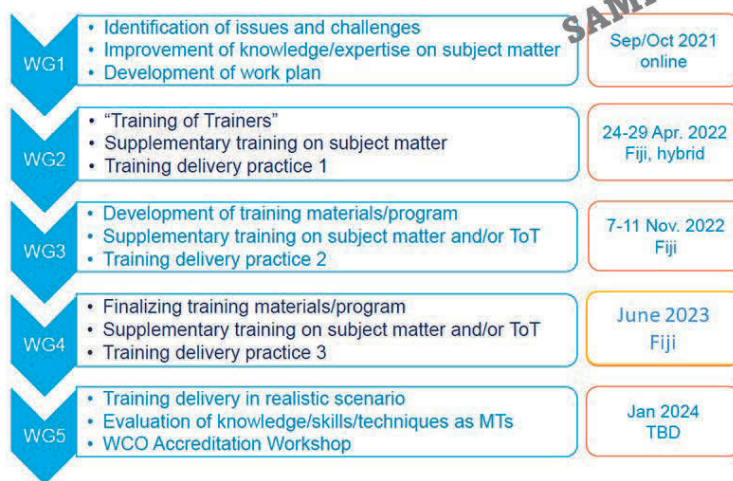 SAM
WG1
• Identification of issues and challenges
• Improvement of knowledge/expertise on subject matter
• Development of work plan
Sep/Oct 2021
online
WG2
• “Training of Trainers”
• Supplementary training on subject matter
• Training delivery practice 1
24-29 Apr. 2022
Fiji, hybrid
WG3
• Development of training materials/program
• Supplementary training on subject matter and/or ToT
• Training delivery practice 2
7-11 Nov. 2022
Fiji
WG4
• Finalizing training materials/program
• Supplementary training on subject matter and/or ToT
• Training delivery practice 3
June 2023
Fiji
WG5
• Training delivery in realistic scenario
• Evaluation of knowledge/skills/techniques as MTs
• WCO Accreditation Workshop
Jan 2024
TBD